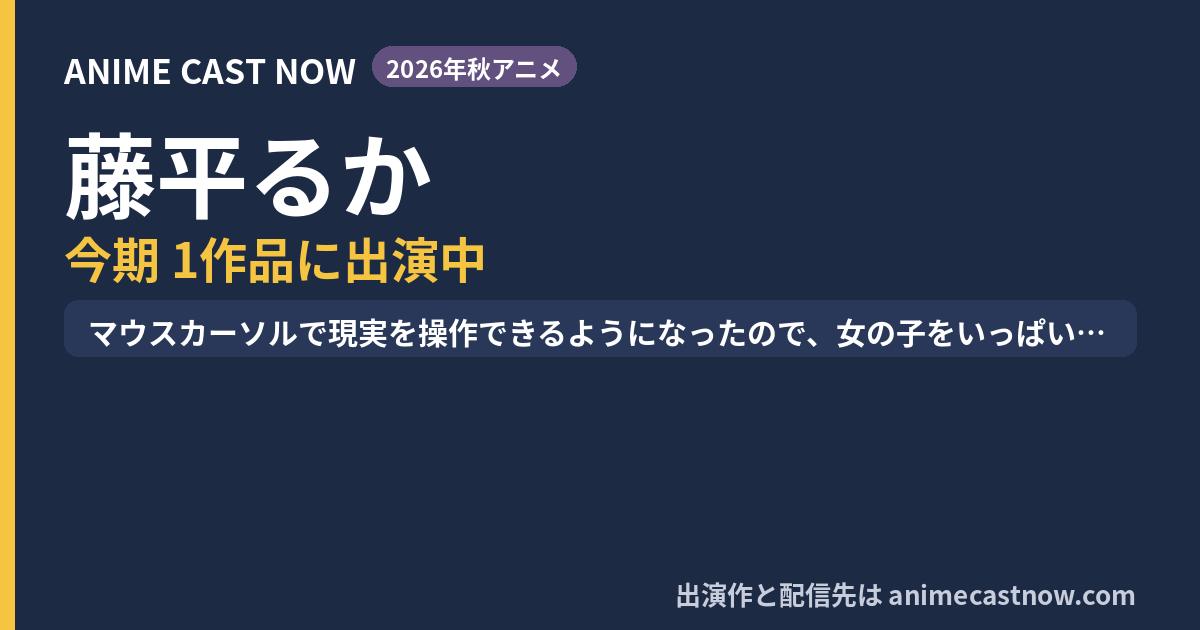 ANIME CAST NOW 2026年秋アニメ
藤平るか
今期 1作品に出演中
マウスカーソルで現実を操作できるようになったので、女の子をいっぱい…
出演作と配信先は animecastnow.com